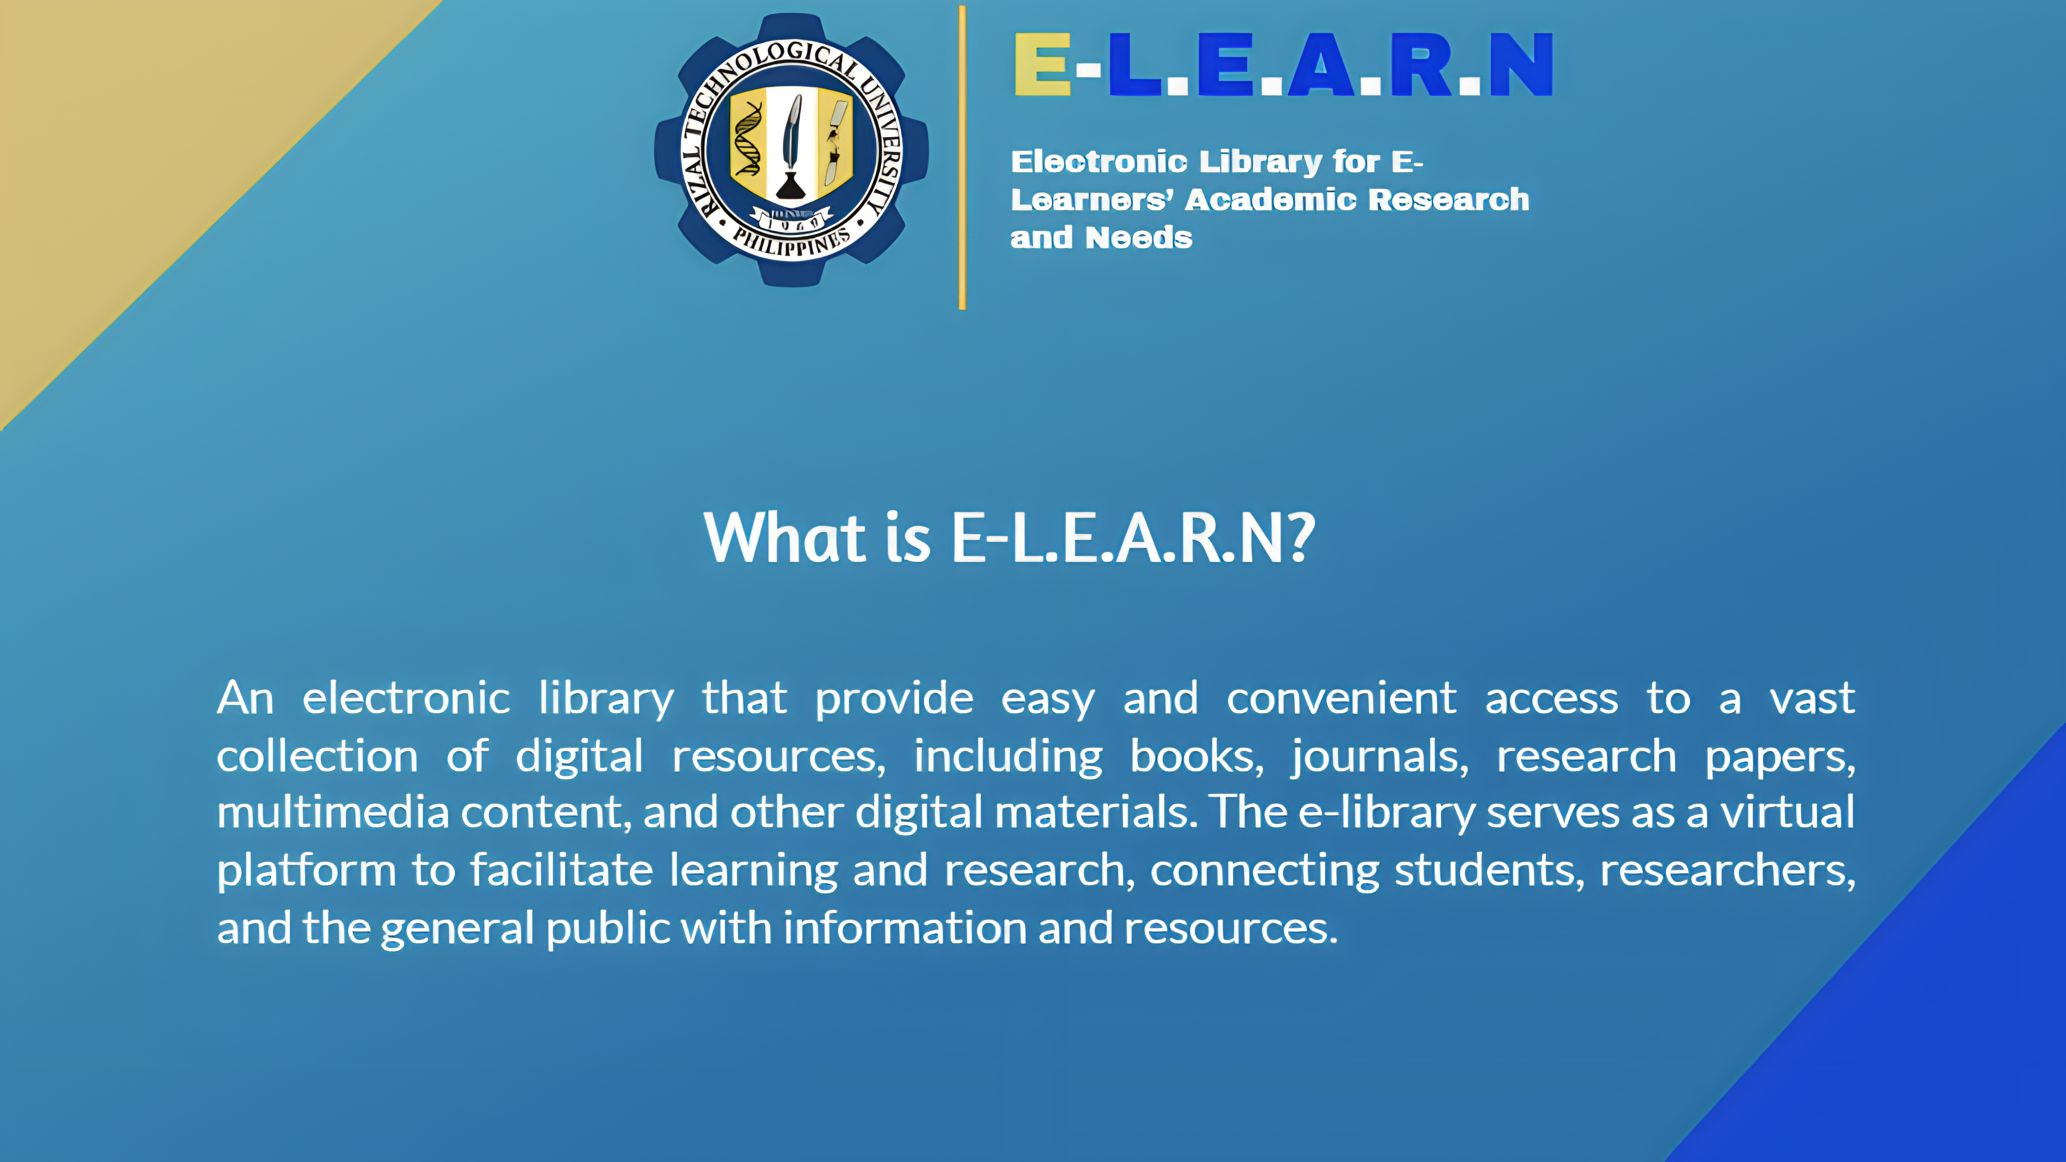 RIZAL TECHNOLOGICAL UNIVERSITY
• PHILIPPINES •
E-L.E.A.R.N
Electronic Library for E-
Learners’ Academic Research
and Needs
What is E-L.E.A.R.N?
An electronic library that provide easy and convenient access to a vast
collection of digital resources, including books, journals, research papers,
multimedia content, and other digital materials. The e-library serves as a virtual
platform to facilitate learning and research, connecting students, researchers,
and the general public with information and resources.